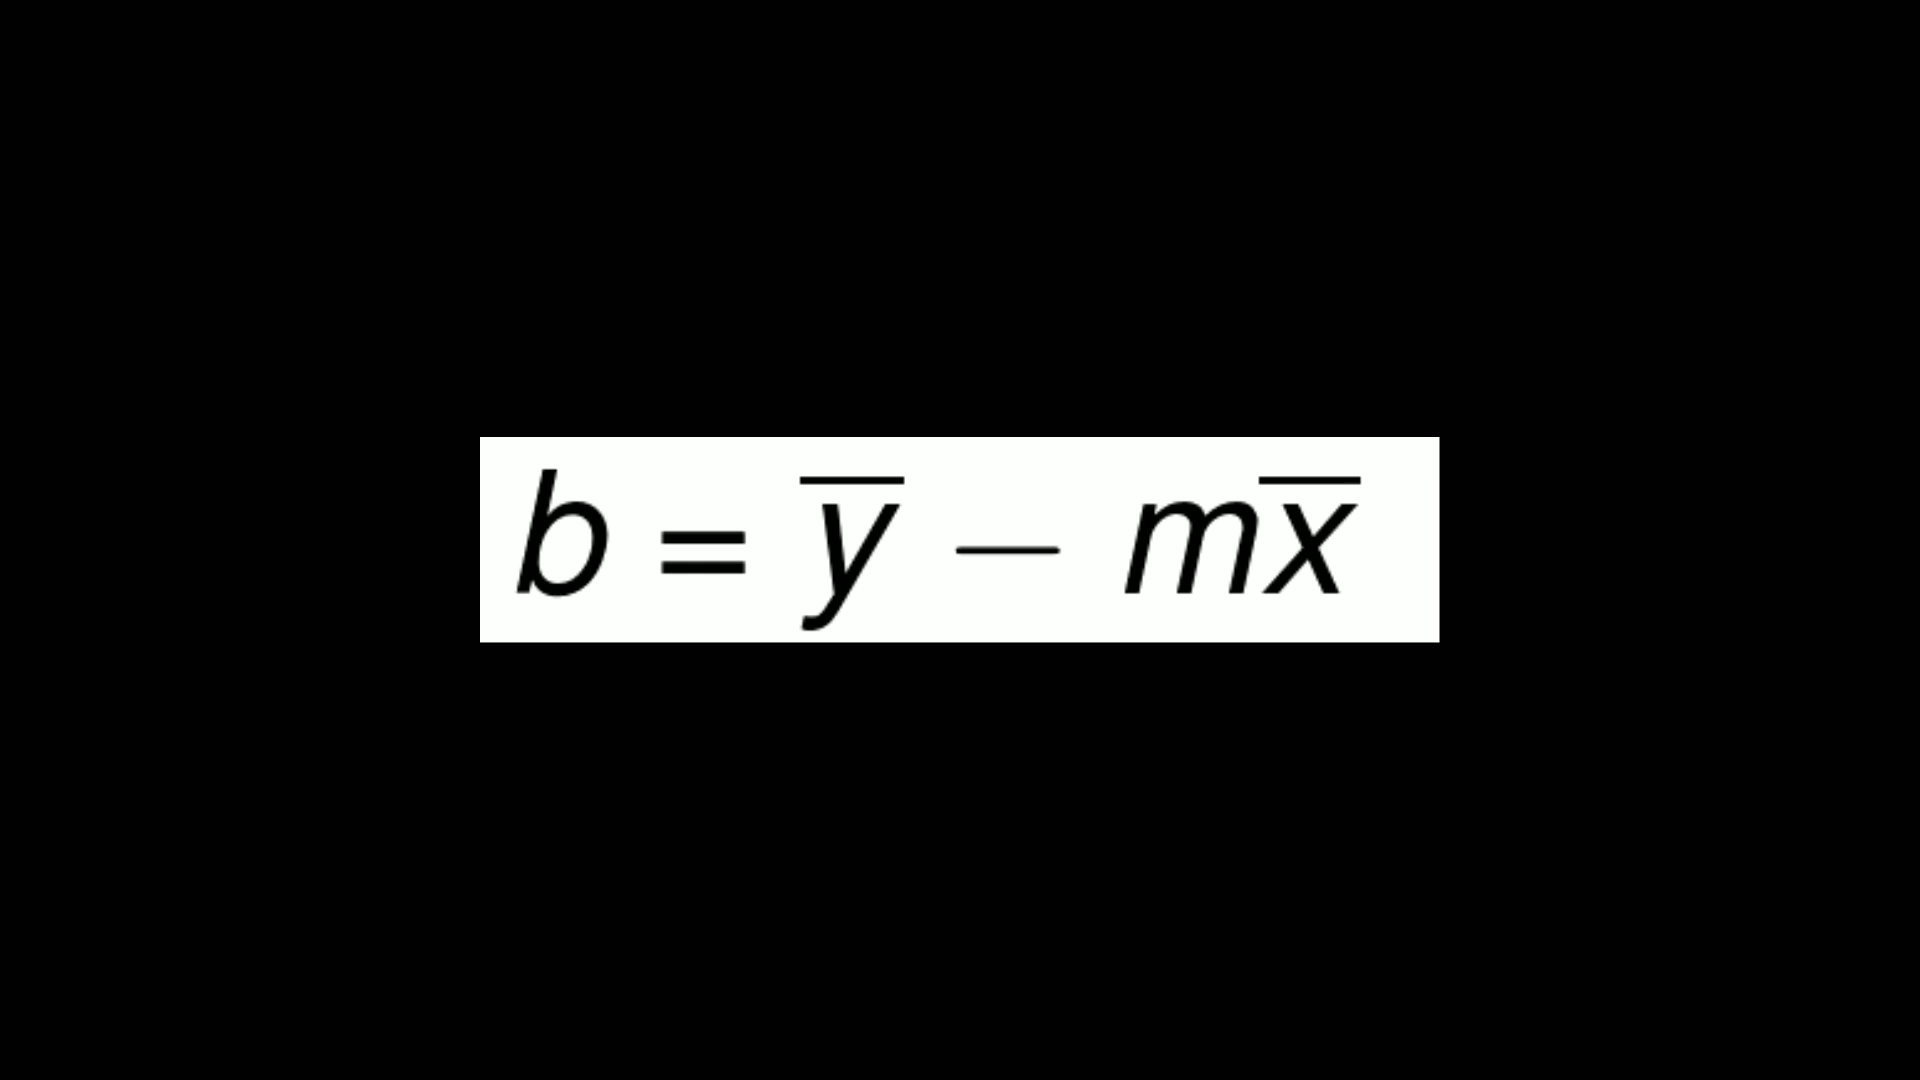 b = y̅ − mx̅